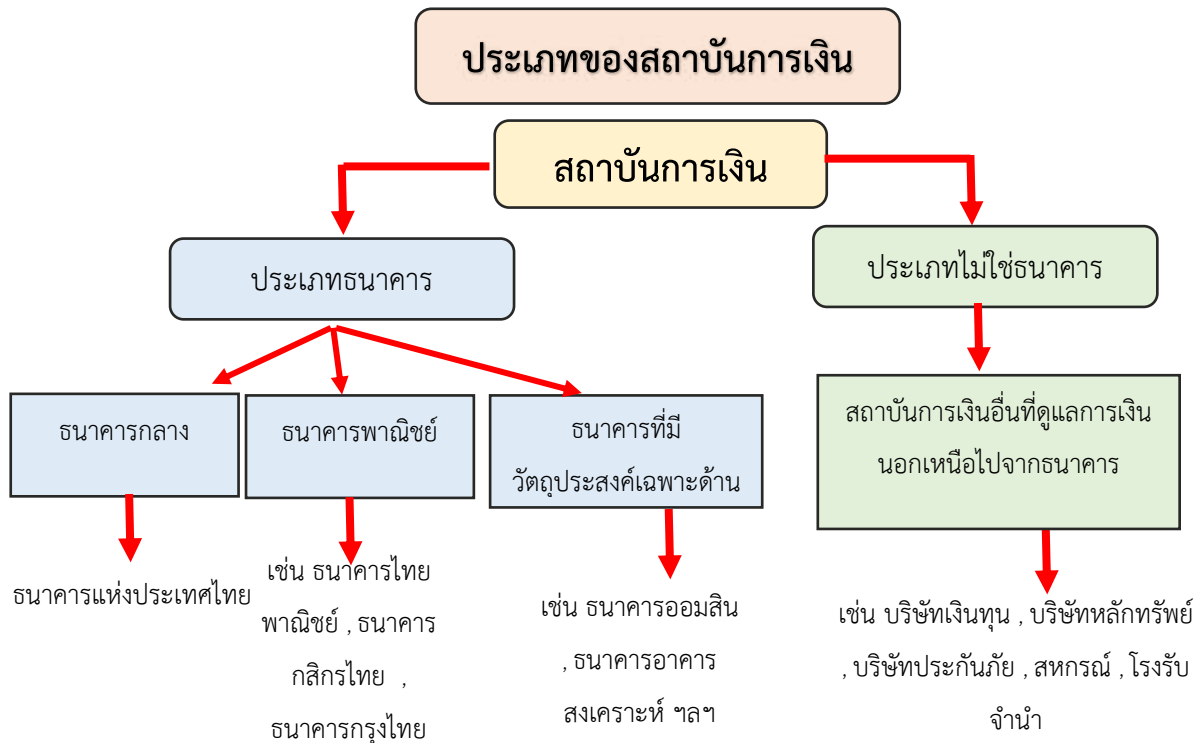 ประเภทของสถาบันการเงิน
สถาบันการเงิน
ประเภทธนาคาร
ประเภทไม่ใช่ธนาคาร
ธนาคารกลาง
ธนาคารพาณิชย์
ธนาคารที่มี
วัตถุประสงค์เฉพาะด้าน
สถาบันการเงินอื่นที่ดูแลการเงิน
นอกเหนือไปจากธนาคาร
ธนาคารแห่งประเทศไทย
เช่น ธนาคารไทย
พาณิชย์ , ธนาคาร
กสิกรไทย ,
ธนาคารกรุงไทย
เช่น ธนาคารออมสิน
, ธนาคารอาคาร
สงเคราะห์ ฯลฯ
เช่น บริษัทเงินทุน , บริษัทหลักทรัพย์
, บริษัทประกันภัย , สหกรณ์ , โรงรับ
จำนำ